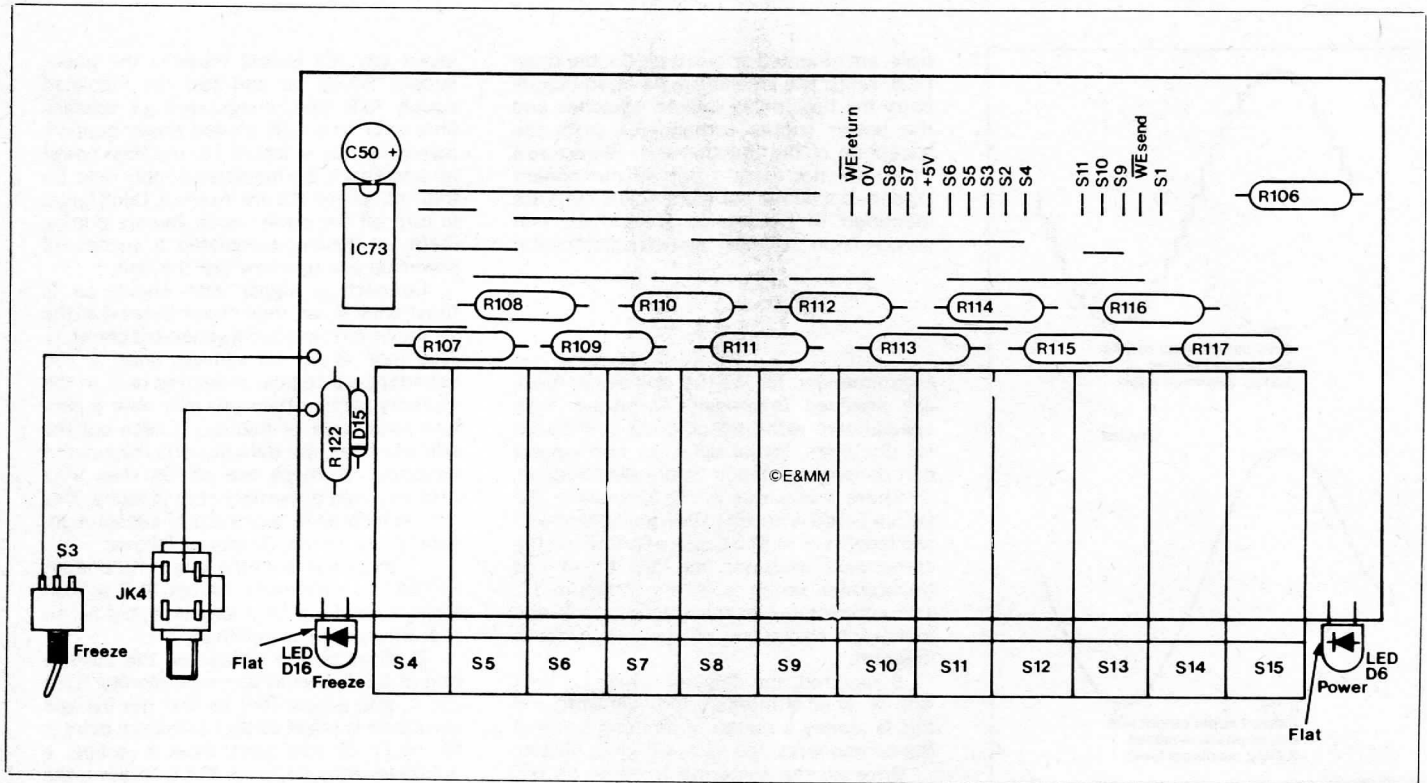 C50 +
IC73
W̅E̅ return
0V
S8
S7
+5V
S6
S5
S3
S2
S4
S11
S10
S9
W̅E̅ send
S1
R106
R108
R110
R112
R114
R116
R107
R109
R111
R113
R115
R117
R122
D15
©E&MM
S3
JK4
Freeze
Flat
LED
D16
Freeze
S4
S5
S6
S7
S8
S9
S10
S11
S12
S13
S14
S15
LED
D6
Power
Flat